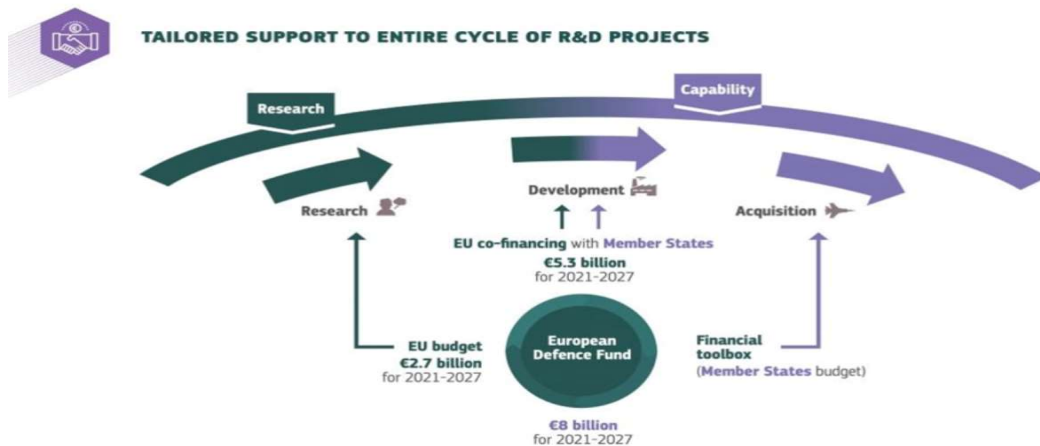 TAILORED SUPPORT TO ENTIRE CYCLE OF R&D PROJECTS
Research
Capability
Research
Development
Acquisition
EU co-financing with Member States
€5.3 billion
for 2021-2027
EU budget
€2.7 billion
for 2021-2027
European
Defence Fund
Financial
toolbox
(Member States budget)
€8 billion
for 2021-2027